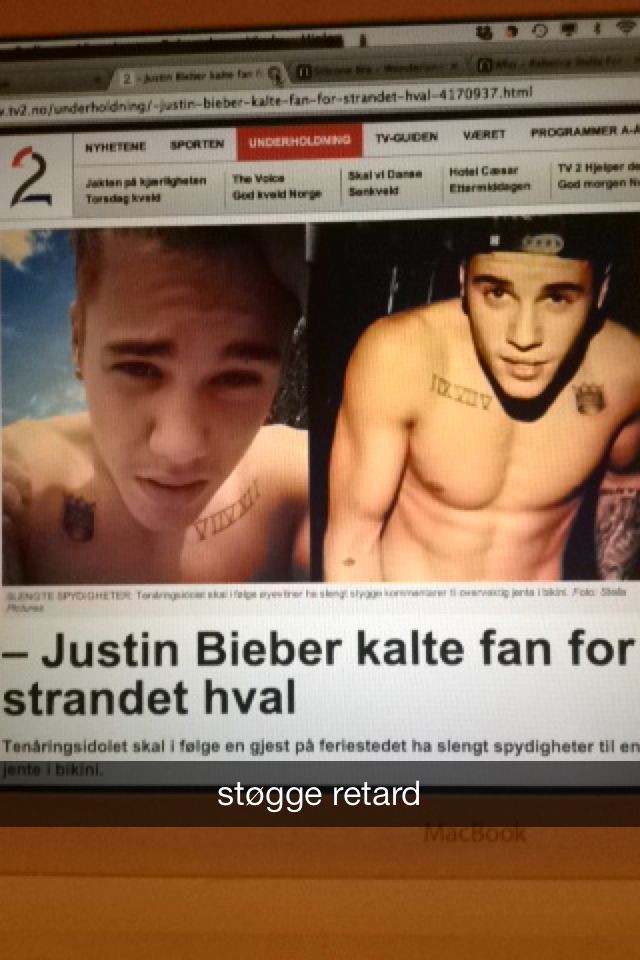 2 - Justin Bieber kalte fan f
v.tv2.no/underholdning/-justin-bieber-kalte-fan-for-strandet-hval-4170937.html
2
NYHETENE SPORTEN UNDERHOLDNING TV-GUIDEN VÆRET PROGRAMMER A-
Jakten på kjærligheten The Voice Skal vi Danse Hotel Cæsar TV 2 Hjelper de
Torsdag kveld God kveld Norge Senkveld Ettermiddagen God morgen N
SLENGTE SPYDIGHETER: Tenåringsidolet skal i følge øyevitner ha slengt stygge kommentarer til overvektig jente i bikini. Foto: Stella
Pictures
– Justin Bieber kalte fan for
strandet hval
Tenåringsidolet skal i følge en gjest på feriestedet ha slengt spydigheter til en
jente i bikini.
støgge retard
MacBook